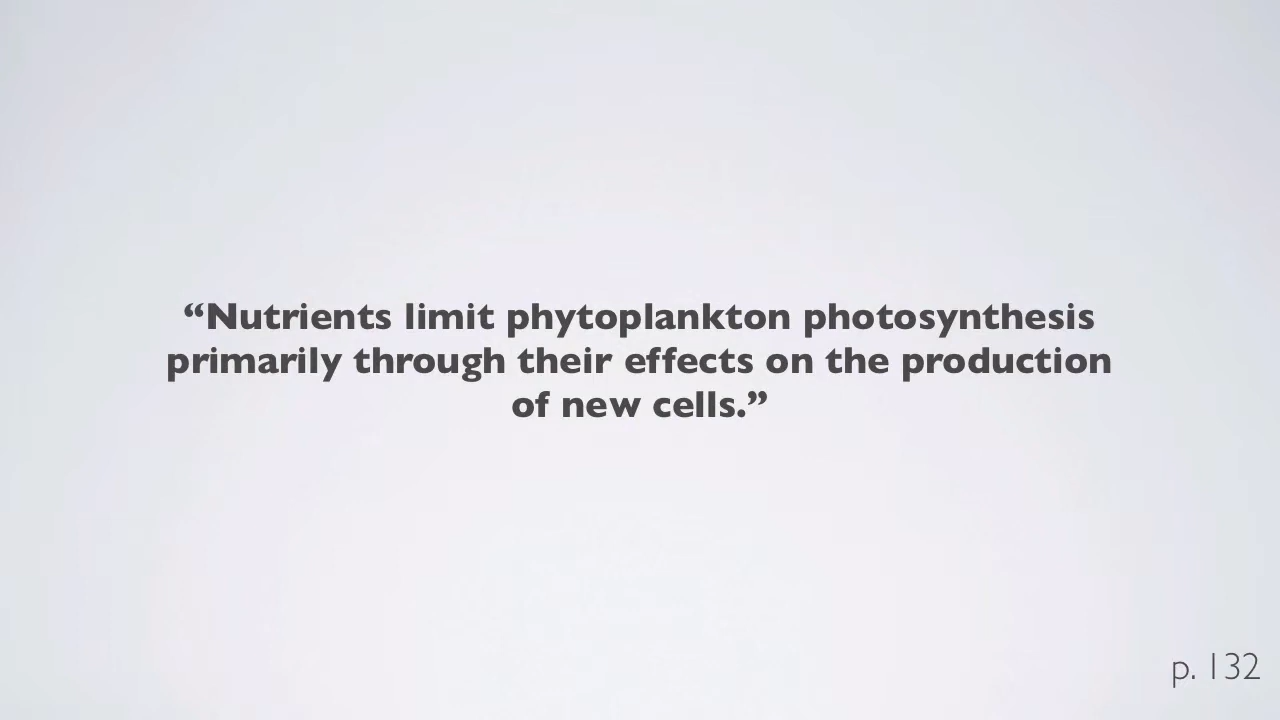 “Nutrients limit phytoplankton photosynthesis
primarily through their effects on the production
of new cells.”
p. 132